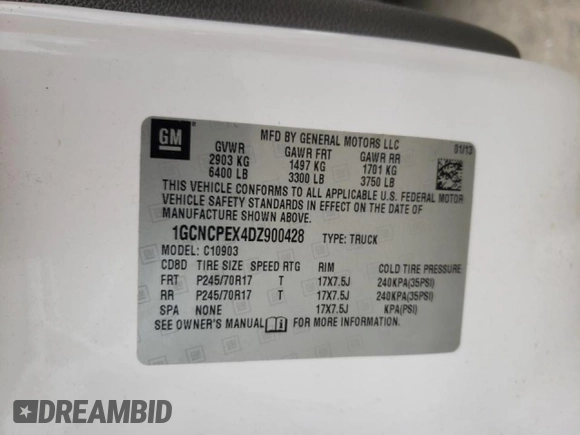 GM
MFD BY GENERAL MOTORS LLC
01/13
GVWR GAWR FRT GAWR RR
2903 KG 1497 KG 1701 KG
6400 LB 3300 LB 3750 LB
THIS VEHICLE CONFORMS TO ALL APPLICABLE U.S. FEDERAL MOTOR
VEHICLE SAFETY STANDARDS IN EFFECT ON THE DATE
OF MANUFACTURE SHOWN ABOVE.
1GCNCPEX4DZ900428 TYPE: TRUCK
MODEL: C10903
CD8D TIRE SIZE SPEED RTG RIM COLD TIRE PRESSURE
FRT P245/70R17 T 17X7.5J 240KPA(35PSI)
RR P245/70R17 T 17X7.5J 240KPA(35PSI)
SPA NONE 17X7.5J KPA(PSI)
SEE OWNER'S MANUAL FOR MORE INFORMATION.
DREAMBID